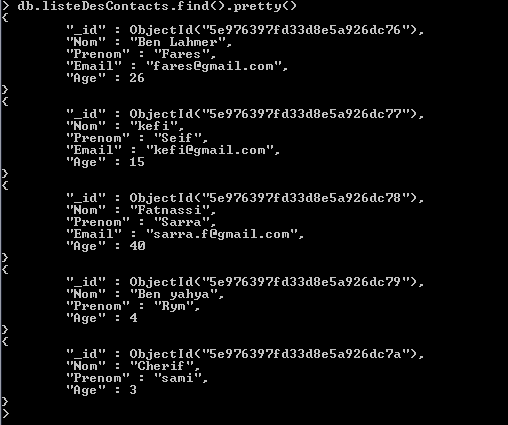 > db.listeDesContacts.find().pretty()
{
        "_id" : ObjectId("5e976397fd33d8e5a926dc76"),
        "Nom" : "Ben Lahmer",
        "Prenom" : "Fares",
        "Email" : "fares@gmail.com",
        "Age" : 26
}
{
        "_id" : ObjectId("5e976397fd33d8e5a926dc77"),
        "Nom" : "kefi",
        "Prenom" : "Seif",
        "Email" : "kefi@gmail.com",
        "Age" : 15
}
{
        "_id" : ObjectId("5e976397fd33d8e5a926dc78"),
        "Nom" : "Fatnassi",
        "Prenom" : "Sarra",
        "Email" : "sarra.f@gmail.com",
        "Age" : 40
}
{
        "_id" : ObjectId("5e976397fd33d8e5a926dc79"),
        "Nom" : "Ben yahya",
        "Prenom" : "Rym",
        "Age" : 4
}
{
        "_id" : ObjectId("5e976397fd33d8e5a926dc7a"),
        "Nom" : "Cherif",
        "Prenom" : "sami",
        "Age" : 3
}
>